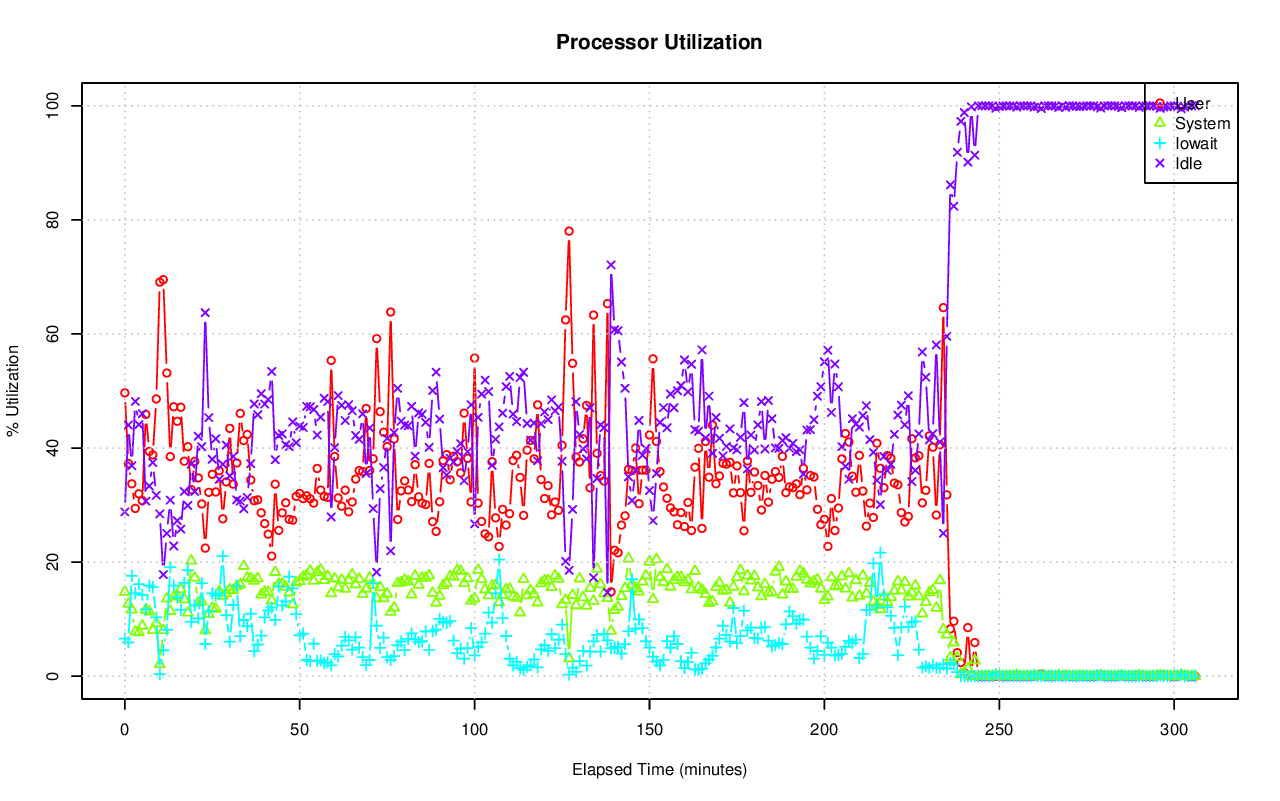 Processor Utilization
% Utilization
100
80
60
40
20
0
User
System
Iowait
Idle
0 50 100 150 200 250 300
Elapsed Time (minutes)